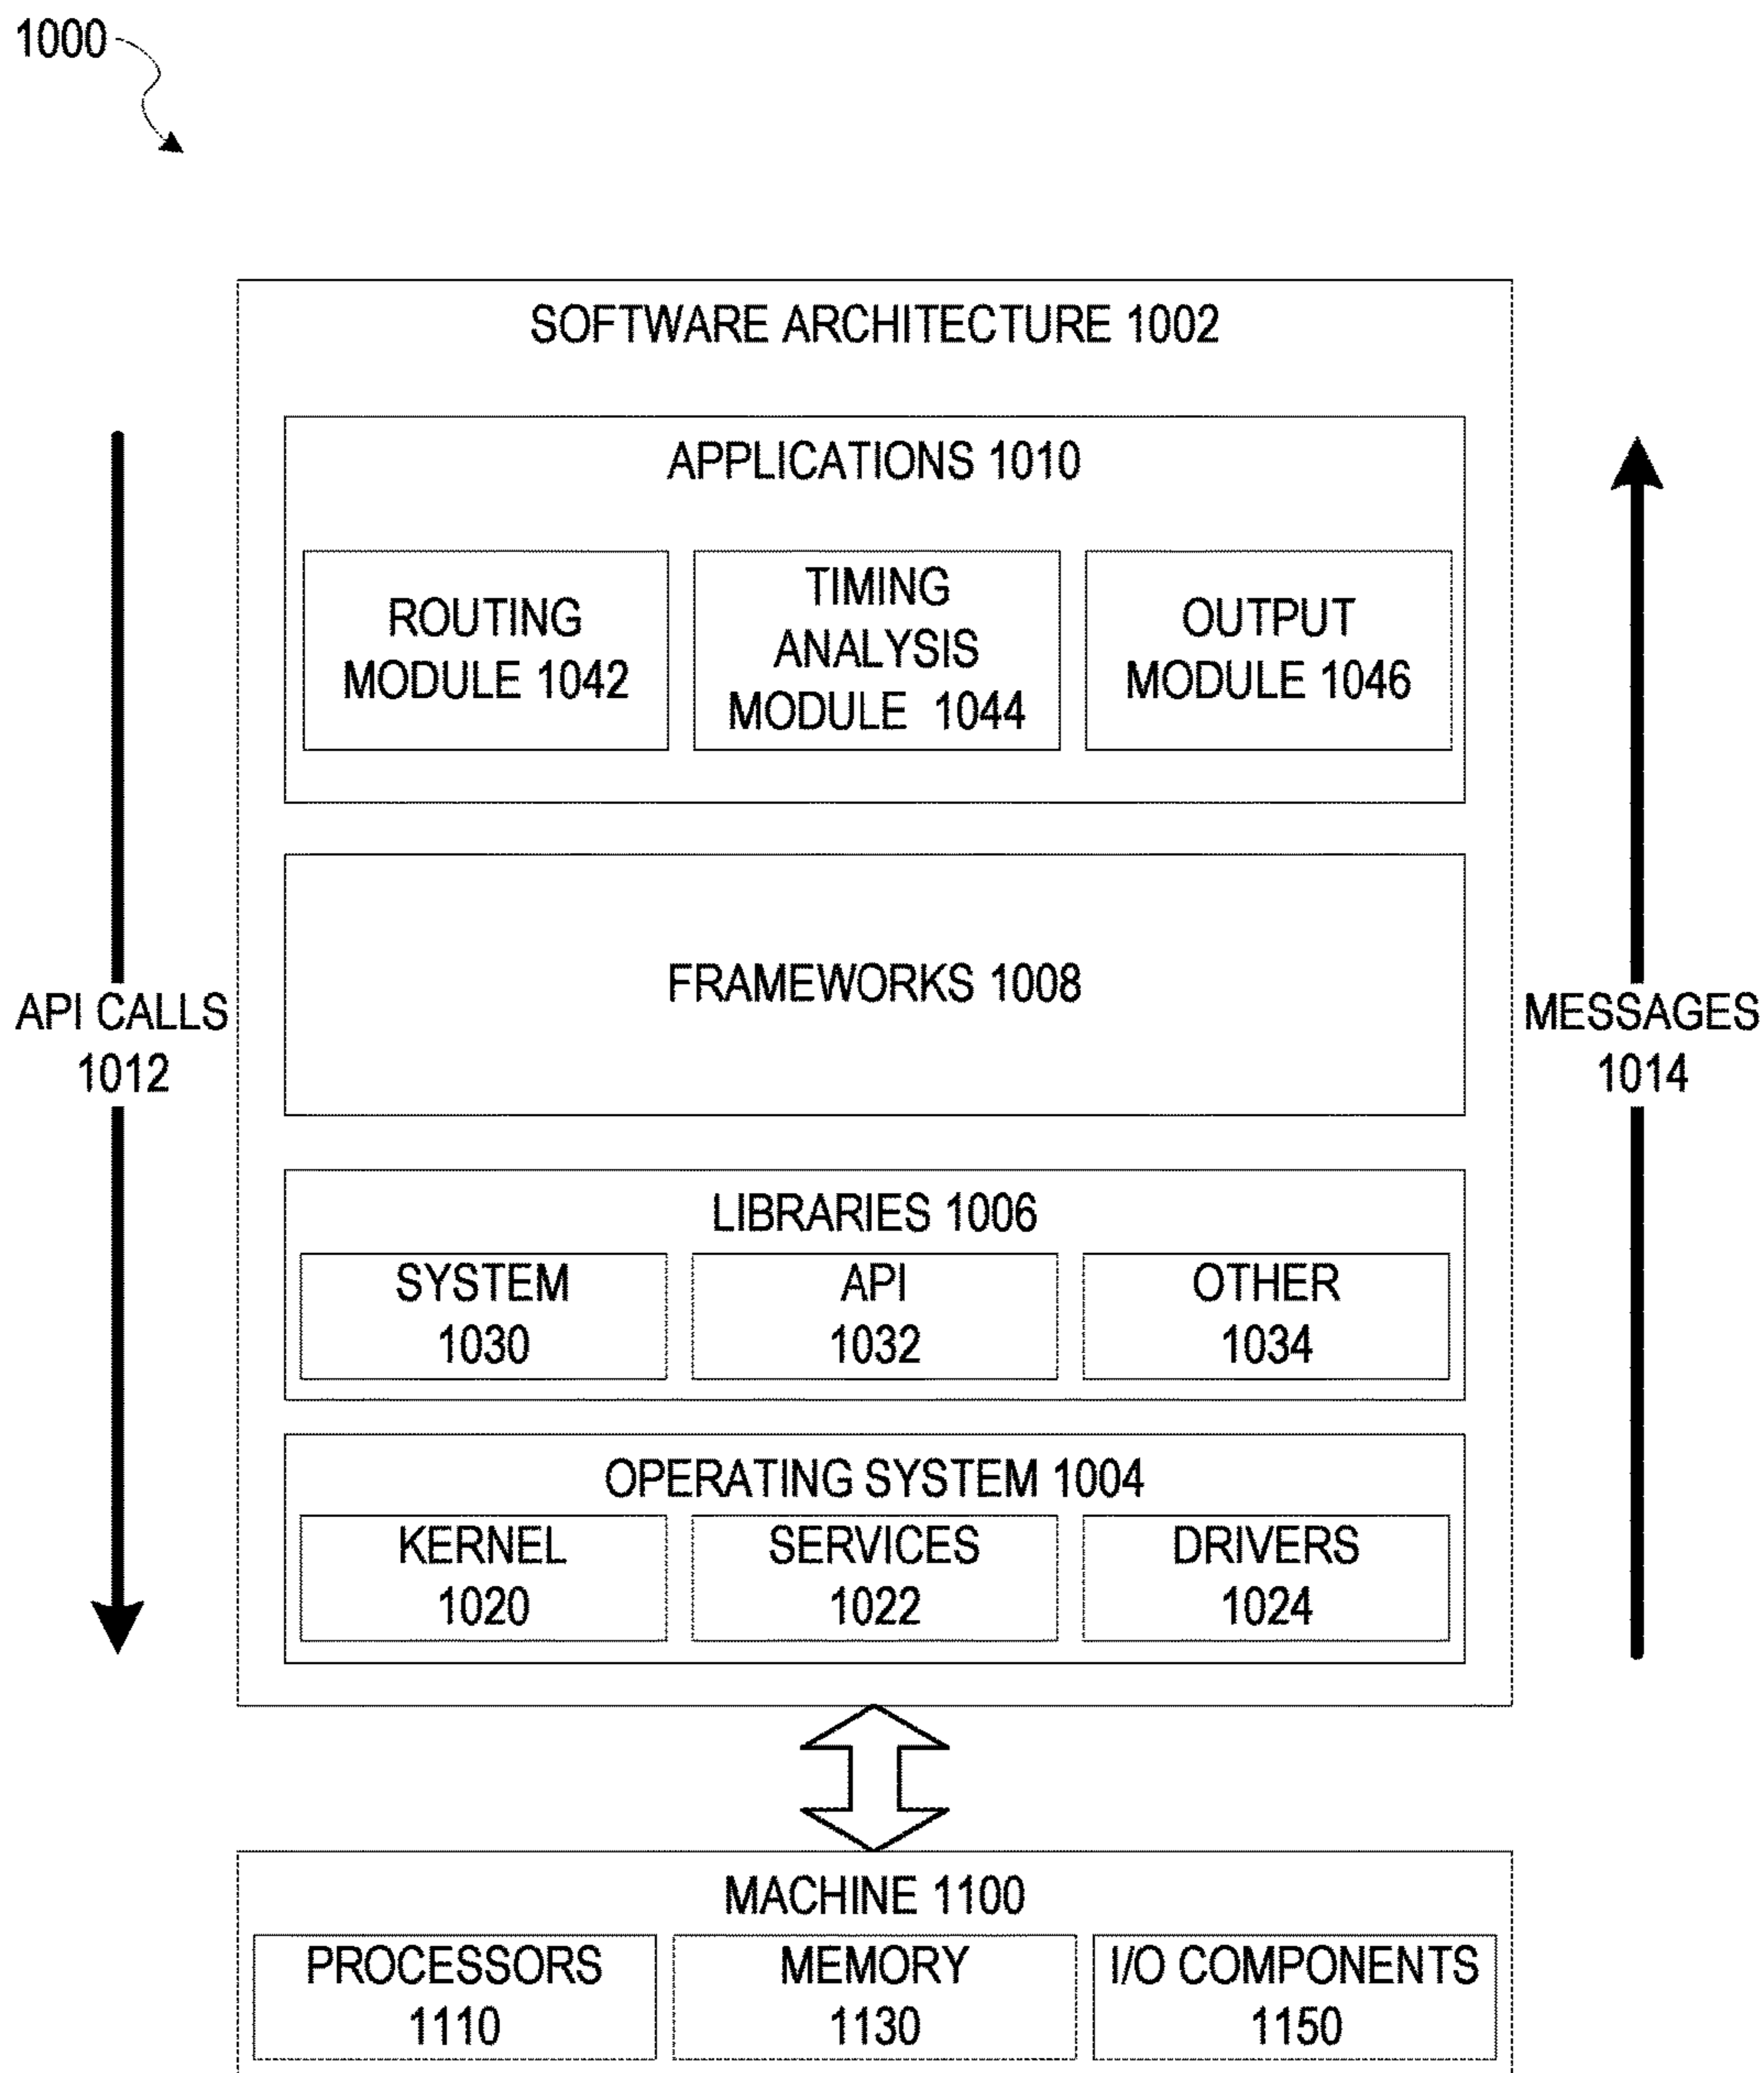 1000
SOFTWARE ARCHITECTURE 1002
APPLICATIONS 1010
ROUTING
MODULE 1042
TIMING
ANALYSIS
MODULE 1044
OUTPUT
MODULE 1046
FRAMEWORKS 1008
API CALLS
1012
MESSAGES
1014
LIBRARIES 1006
SYSTEM
1030
API
1032
OTHER
1034
OPERATING SYSTEM 1004
KERNEL
1020
SERVICES
1022
DRIVERS
1024
MACHINE 1100
PROCESSORS
1110
MEMORY
1130
I/O COMPONENTS
1150